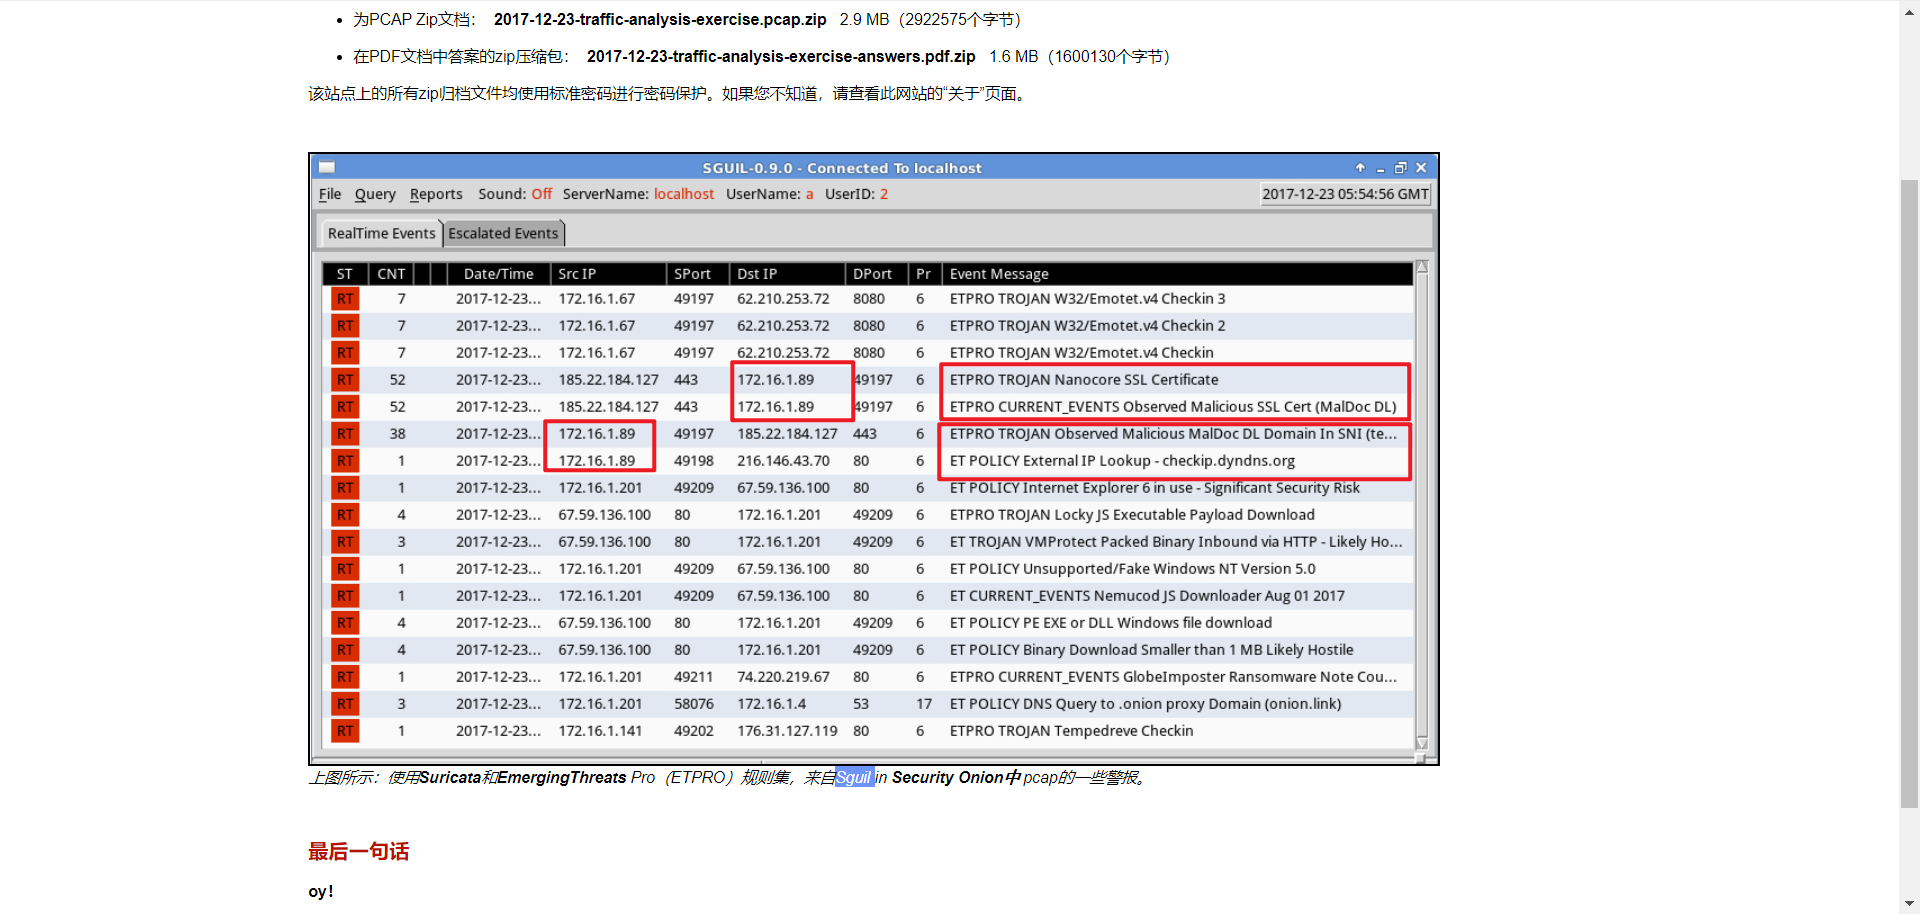 为PCAP Zip文档： 2017-12-23-traffic-analysis-exercise.pcap.zip 2.9 MB（2922575个字节）
在PDF文档中答案的zip压缩包： 2017-12-23-traffic-analysis-exercise-answers.pdf.zip 1.6 MB（1600130个字节）
该站点上的所有zip归档文件均使用标准密码进行密码保护。如果您不知道，请查看此网站的“关于”页面。
SGUIL-0.9.0 - Connected To localhost
File Query Reports Sound: Off ServerName: localhost UserName: a UserID: 2 2017-12-23 05:54:56 GMT
RealTime Events Escalated Events
ST CNT Date/Time Src IP SPort Dst IP DPort Pr Event Message
RT 7 2017-12-23... 172.16.1.67 49197 62.210.253.72 8080 6 ETPRO TROJAN W32/Emotet.v4 Checkin 3
RT 7 2017-12-23... 172.16.1.67 49197 62.210.253.72 8080 6 ETPRO TROJAN W32/Emotet.v4 Checkin 2
RT 7 2017-12-23... 172.16.1.67 49197 62.210.253.72 8080 6 ETPRO TROJAN W32/Emotet.v4 Checkin
RT 52 2017-12-23... 185.22.184.127 443 172.16.1.89 49197 6 ETPRO TROJAN Nanocore SSL Certificate
RT 52 2017-12-23... 185.22.184.127 443 172.16.1.89 49197 6 ETPRO CURRENT_EVENTS Observed Malicious SSL Cert (MalDoc DL)
RT 38 2017-12-23... 172.16.1.89 49197 185.22.184.127 443 6 ETPRO TROJAN Observed Malicious MalDoc DL Domain In SNI (te...
RT 1 2017-12-23... 172.16.1.89 49198 216.146.43.70 80 6 ET POLICY External IP Lookup - checkip.dyndns.org
RT 1 2017-12-23... 172.16.1.201 49209 67.59.136.100 80 6 ET POLICY Internet Explorer 6 in use - Significant Security Risk
RT 4 2017-12-23... 67.59.136.100 80 172.16.1.201 49209 6 ETPRO TROJAN Locky JS Executable Payload Download
RT 3 2017-12-23... 67.59.136.100 80 172.16.1.201 49209 6 ET TROJAN VMProtect Packed Binary Inbound via HTTP - Likely Ho...
RT 1 2017-12-23... 172.16.1.201 49209 67.59.136.100 80 6 ET POLICY Unsupported/Fake Windows NT Version 5.0
RT 1 2017-12-23... 172.16.1.201 49209 67.59.136.100 80 6 ET CURRENT_EVENTS Nemucod JS Downloader Aug 01 2017
RT 4 2017-12-23... 67.59.136.100 80 172.16.1.201 49209 6 ET POLICY PE EXE or DLL Windows file download
RT 4 2017-12-23... 67.59.136.100 80 172.16.1.201 49209 6 ET POLICY Binary Download Smaller than 1 MB Likely Hostile
RT 1 2017-12-23... 172.16.1.201 49211 74.220.219.67 80 6 ETPRO CURRENT_EVENTS GlobeImposter Ransomware Note Cou...
RT 3 2017-12-23... 172.16.1.201 58076 172.16.1.4 53 17 ET POLICY DNS Query to .onion proxy Domain (onion.link)
RT 1 2017-12-23... 172.16.1.141 49202 176.31.127.119 80 6 ETPRO TROJAN Tempedreve Checkin
上图所示：使用Suricata和EmergingThreats Pro（ETPRO）规则集，来自Sguil in Security Onion中 pcap的一些警报。
最后一句话
oy！